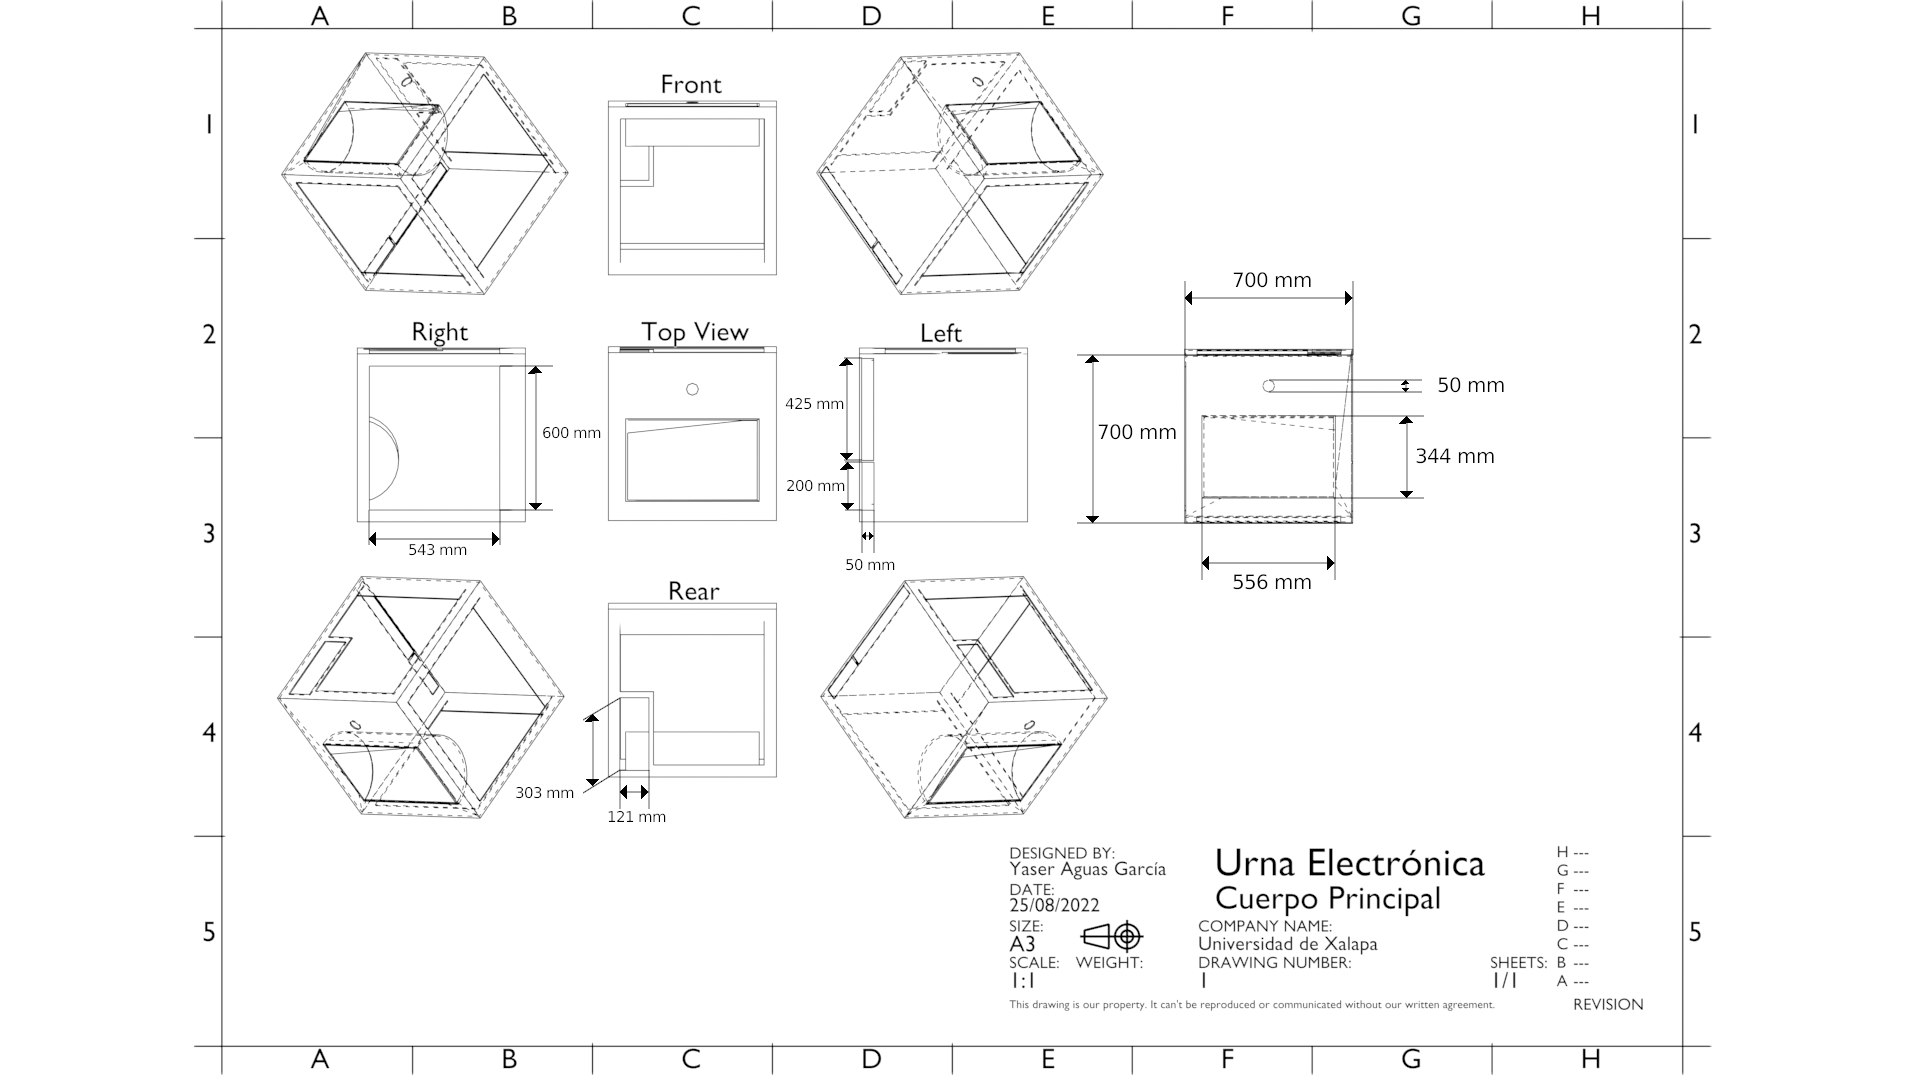 A B C D E F G H
Front
1 1
700 mm
2 2
Right Top View Left
50 mm
425 mm
600 mm
700 mm
344 mm
200 mm
3 3
543 mm
50 mm
556 mm
Rear
4 4
303 mm
121 mm
DESIGNED BY:
Yaser Aguas García
DATE:
25/08/2022
SIZE:
A3
SCALE: WEIGHT:
1:1
Urna Electrónica
Cuerpo Principal
COMPANY NAME:
Universidad de Xalapa
DRAWING NUMBER:
1
SHEETS:
1/1
H ---
G ---
F ---
E ---
D ---
C ---
B ---
A ---
REVISION
This drawing is our property. It can't be reproduced or communicated without our written agreement.
5 5
A B C D E F G H